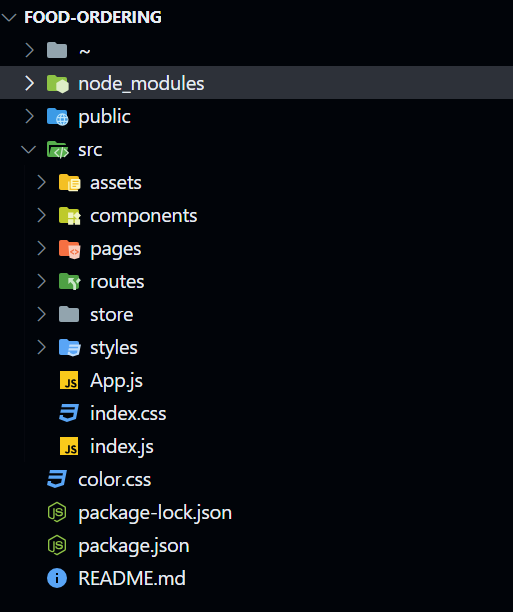 FOOD-ORDERING
~
node_modules
public
src
assets
components
pages
routes
store
styles
JS App.js
index.css
JS index.js
color.css
package-lock.json
package.json
README.md